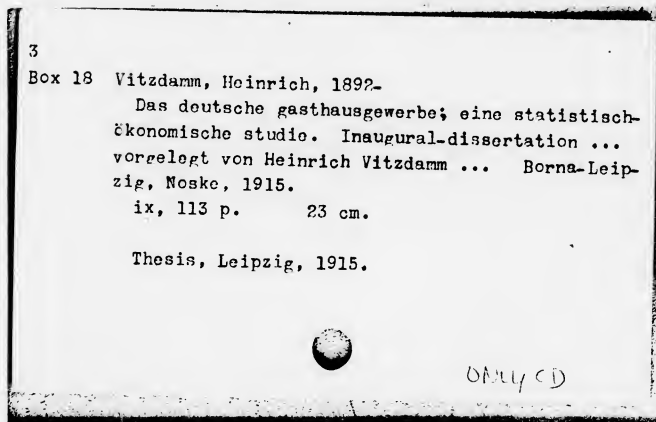 3
Box 18 Vitzdamm, Heinrich, 1892-
Das deutsche gasthausgewerbe; eine statistisch-
ökonomische studie. Inaugural-dissertation ...
vorgelegt von Heinrich Vitzdamm ... Borna-Leip-
zig, Noske, 1915.
ix, 113 p. 23 cm.
Thesis, Leipzig, 1915.
ONLY CD